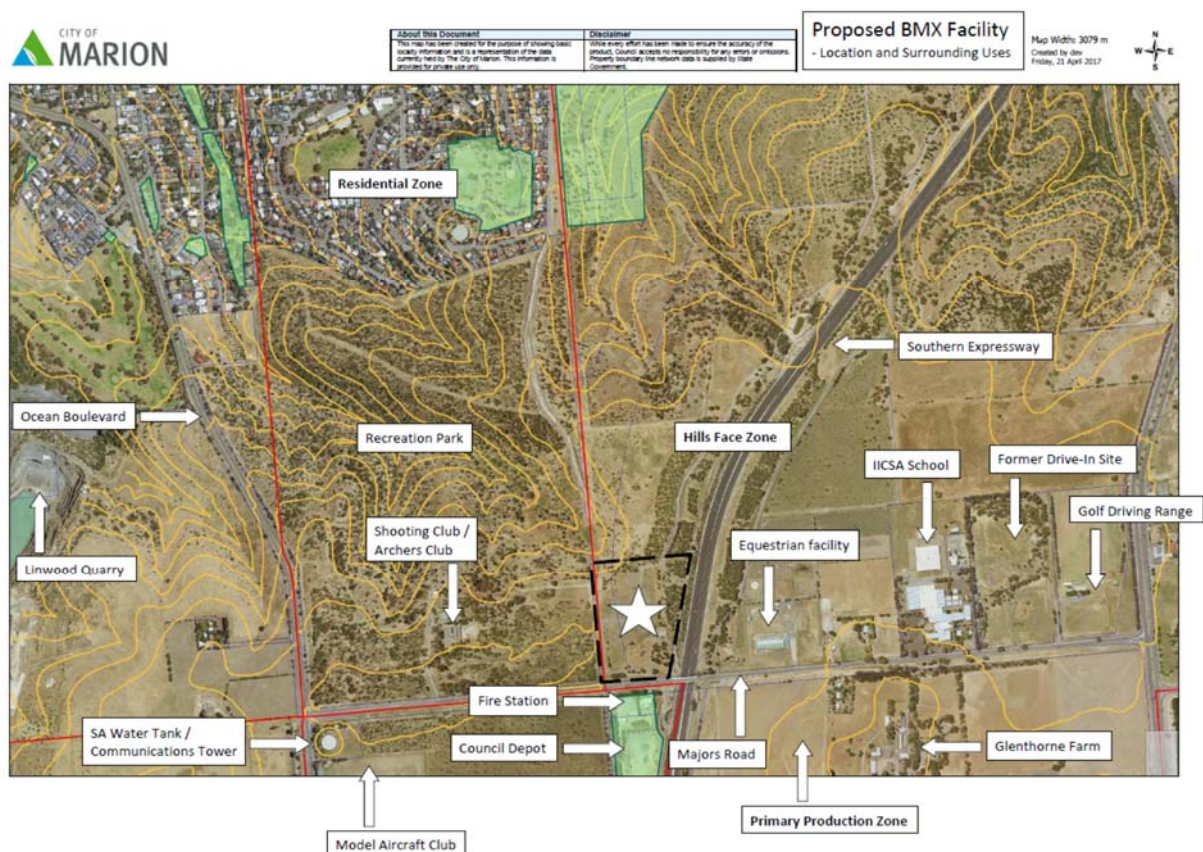 CITY OF
MARION
About this Document
This map has been created for the purpose of showing basic
locality information and is a representation of the data
currently held by The City of Marion. This information is
provided for private use only.
Disclaimer
While every effort has been made to ensure the accuracy of the
product, Council accepts no responsibility for any errors or omissions.
Property boundary line network data is supplied by State
Government.
Proposed BMX Facility
- Location and Surrounding Uses
Map Width: 3079 m
Created by dev
Friday, 21 April 2017
N
W
E
S
Residential Zone
Southern Expressway
Ocean Boulevard
Recreation Park
Hills Face Zone
IICSA School
Former Drive-In Site
Golf Driving Range
Shooting Club /
Archers Club
Equestrian facility
Linwood Quarry
Fire Station
SA Water Tank /
Communications Tower
Council Depot
Majors Road
Glenthorne Farm
Primary Production Zone
Model Aircraft Club